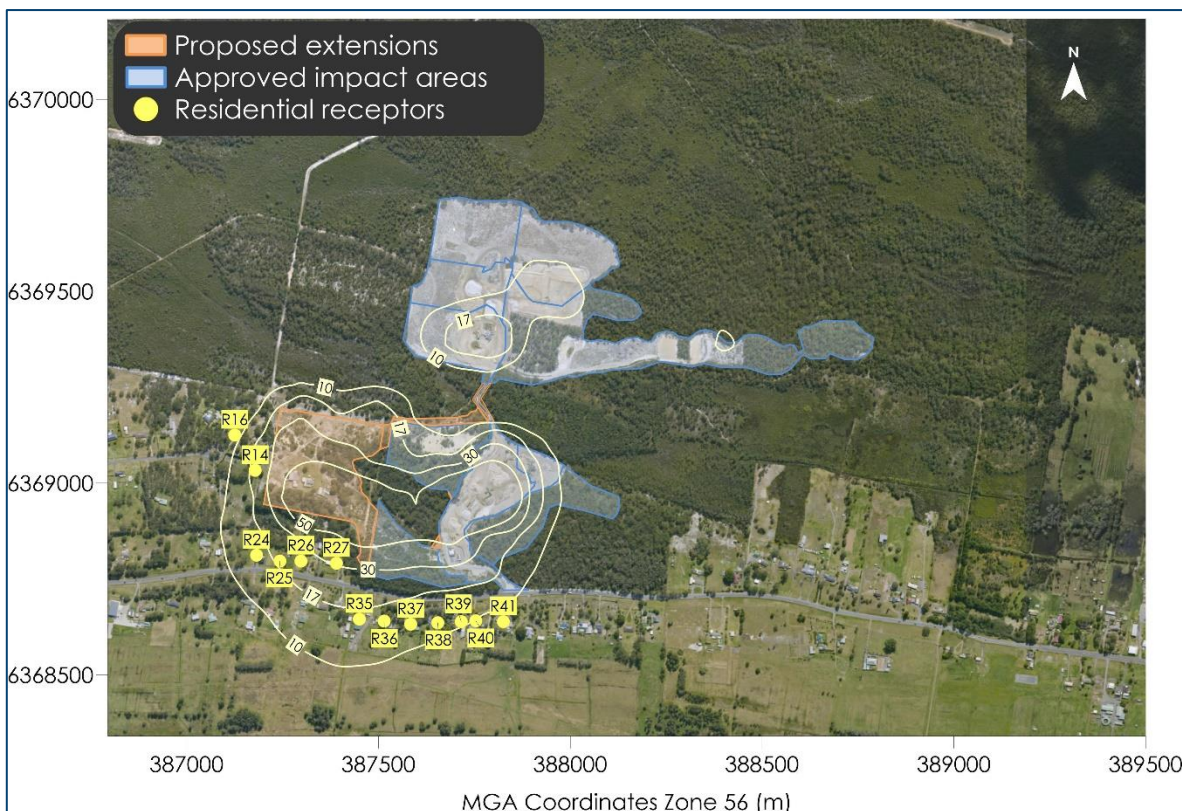 Proposed extensions
Approved impact areas
Residential receptors
N
6370000
6369500
17
10
10
R16
17
R14
30
6369000
50
R24
R26
R27
R25
30
17
R35
R37
R39
R41
R36
R38
R40
10
6368500
387000
387500
388000
388500
389000
389500
MGA Coordinates Zone 56 (m)